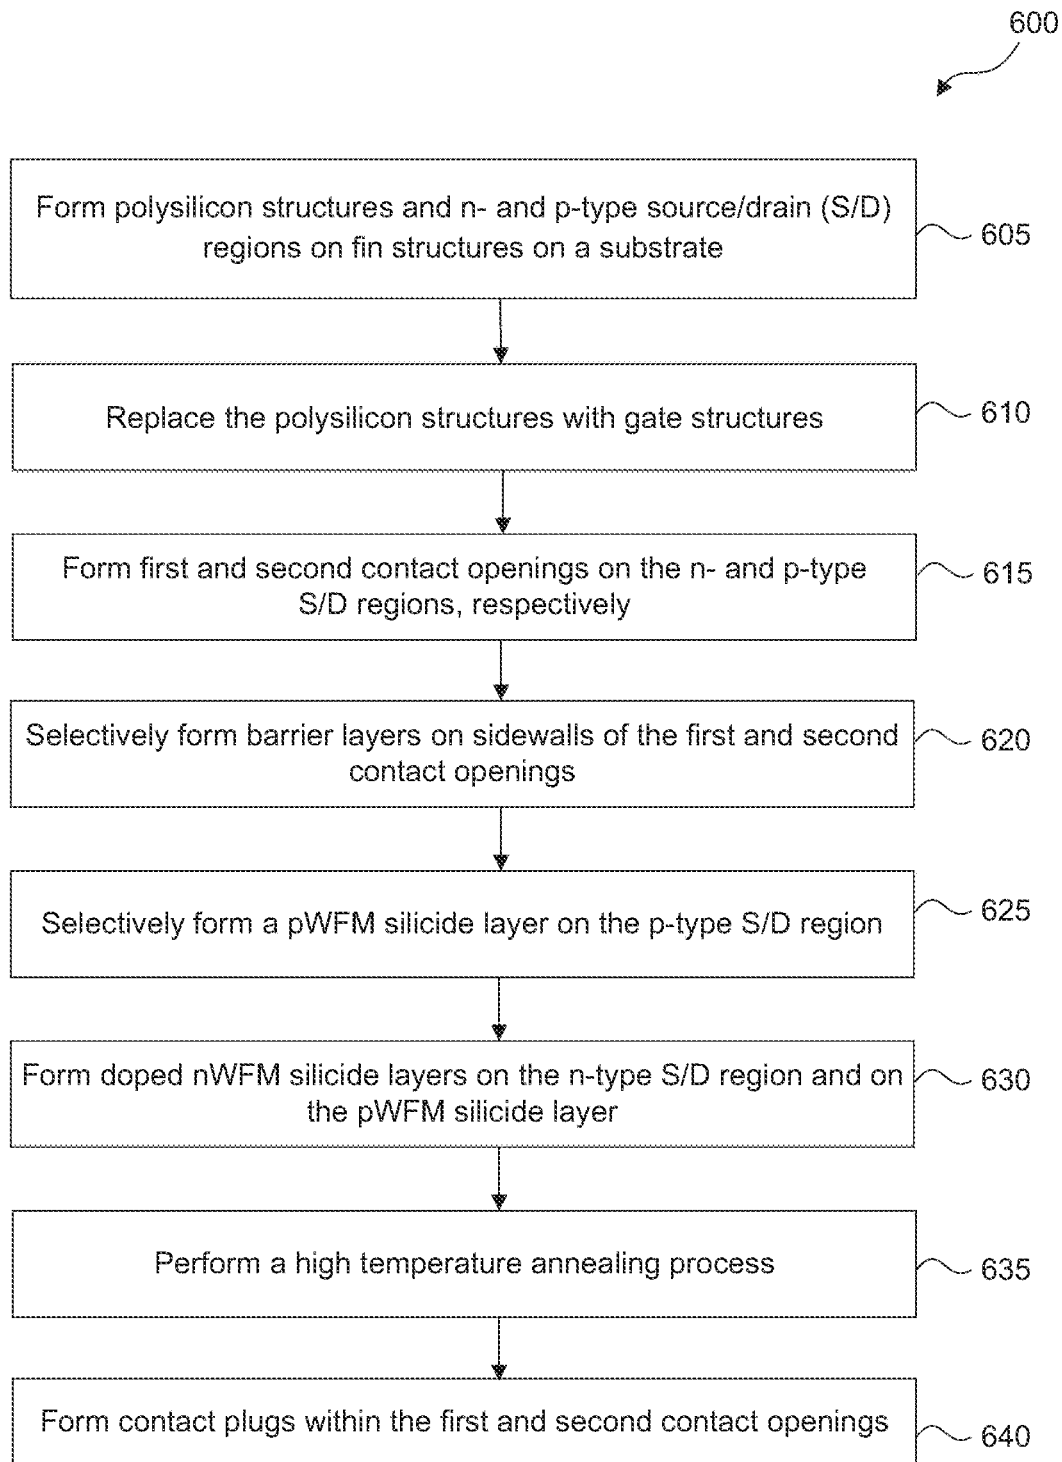 600
Form polysilicon structures and n- and p-type source/drain (S/D)
regions on fin structures on a substrate
605
Replace the polysilicon structures with gate structures
610
Form first and second contact openings on the n- and p-type
S/D regions, respectively
615
Selectively form barrier layers on sidewalls of the first and second
contact openings
620
Selectively form a pWFM silicide layer on the p-type S/D region
625
Form doped nWFM silicide layers on the n-type S/D region and on
the pWFM silicide layer
630
Perform a high temperature annealing process
635
Form contact plugs within the first and second contact openings
640